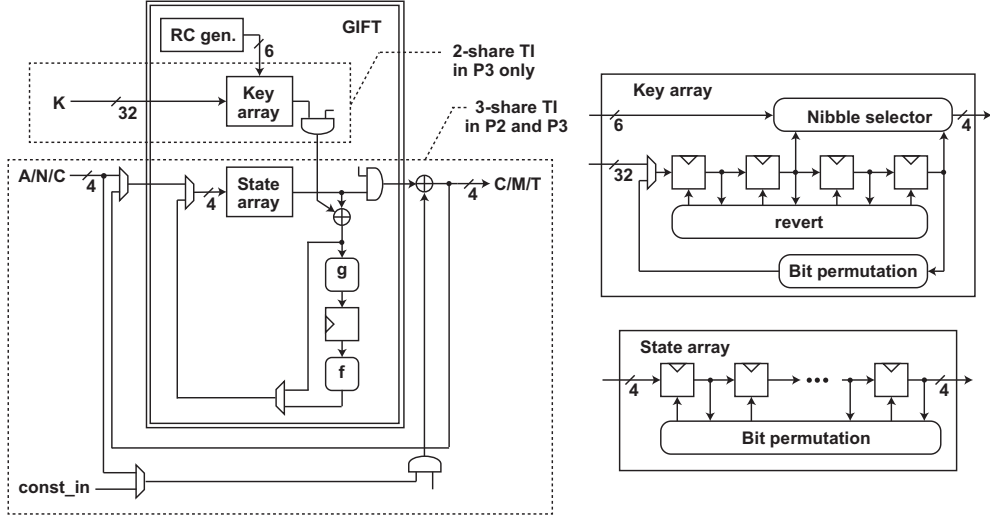 GIFT
RC gen.
6
K
32
Key
array
2-share TI
in P3 only
3-share TI
in P2 and P3
A/N/C
4
4
State
array
4
C/M/T
g
f
const_in
Key array
6
Nibble selector
4
32
revert
Bit permutation
State array
4
4
Bit permutation